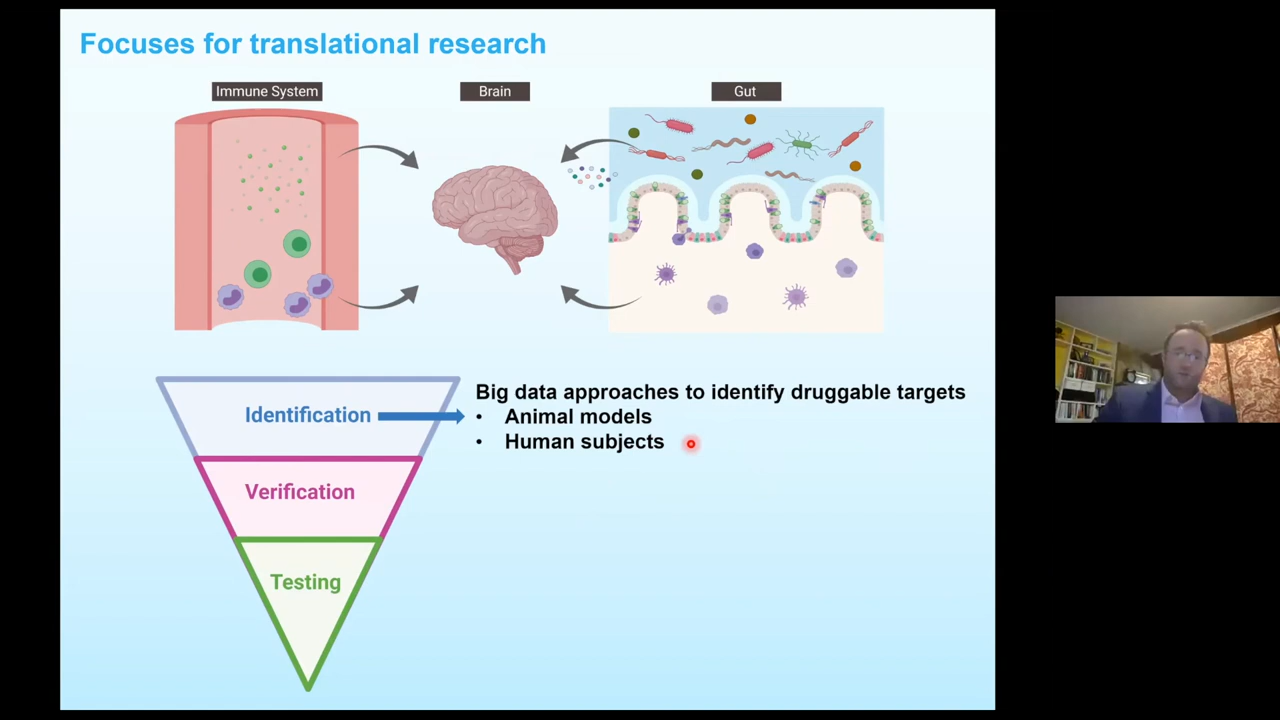 Focuses for translational research
Immune System
Brain
Gut
Identification
Big data approaches to identify druggable targets
• Animal models
• Human subjects
Verification
Testing